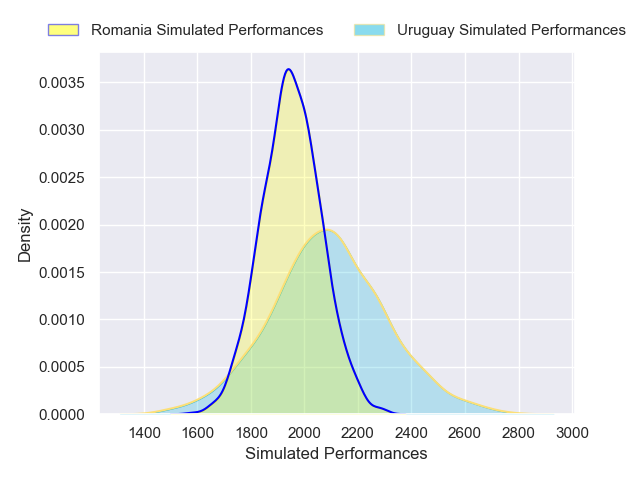 Romania Simulated Performances Uruguay Simulated Performances
0.0035
0.0030
0.0025
0.0020
0.0015
0.0010
0.0005
0.0000
Density
1400 1600 1800 2000 2200 2400 2600 2800 3000
Simulated Performances